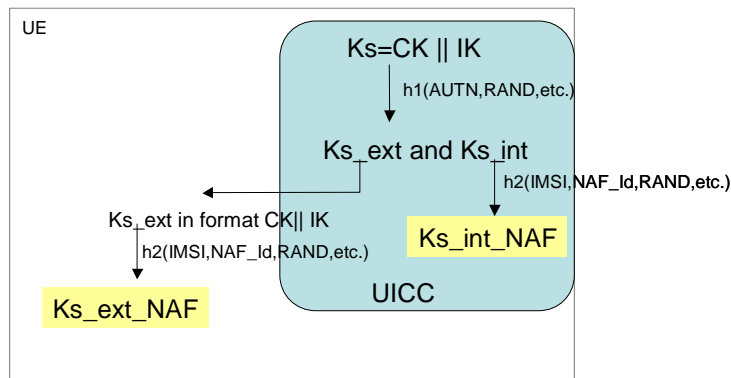 UE
Ks=CK || IK
h1(AUTN,RAND,etc.)
Ks_ext and Ks_int
h2(IMSI,NAF_Id,RAND,etc.)
Ks_ext in format CK|| IK
h2(IMSI,NAF_Id,RAND,etc.)
Ks_int_NAF
UICC
Ks_ext_NAF